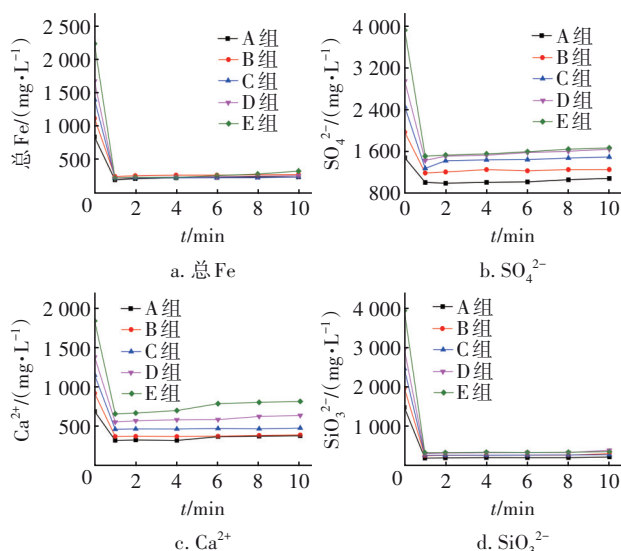 2 500
2 000
1 500
1 000
500
0 2 4 6 8 10
总 Fe/(mg·L⁻¹)
A 组
B 组
C 组
D 组
E 组
t/min
a. 总 Fe
4 000
3 200
2 400
1 600
800
0 2 4 6 8 10
SO₄²⁻/(mg·L⁻¹)
A 组
B 组
C 组
D 组
E 组
t/min
b. SO₄²⁻
2 000
1 500
1 000
500
0 2 4 6 8 10
Ca²⁺/(mg·L⁻¹)
A 组
B 组
C 组
D 组
E 组
t/min
c. Ca²⁺
4 000
3 000
2 000
1 000
0 2 4 6 8 10
SiO₃²⁻/(mg·L⁻¹)
A 组
B 组
C 组
D 组
E 组
t/min
d. SiO₃²⁻